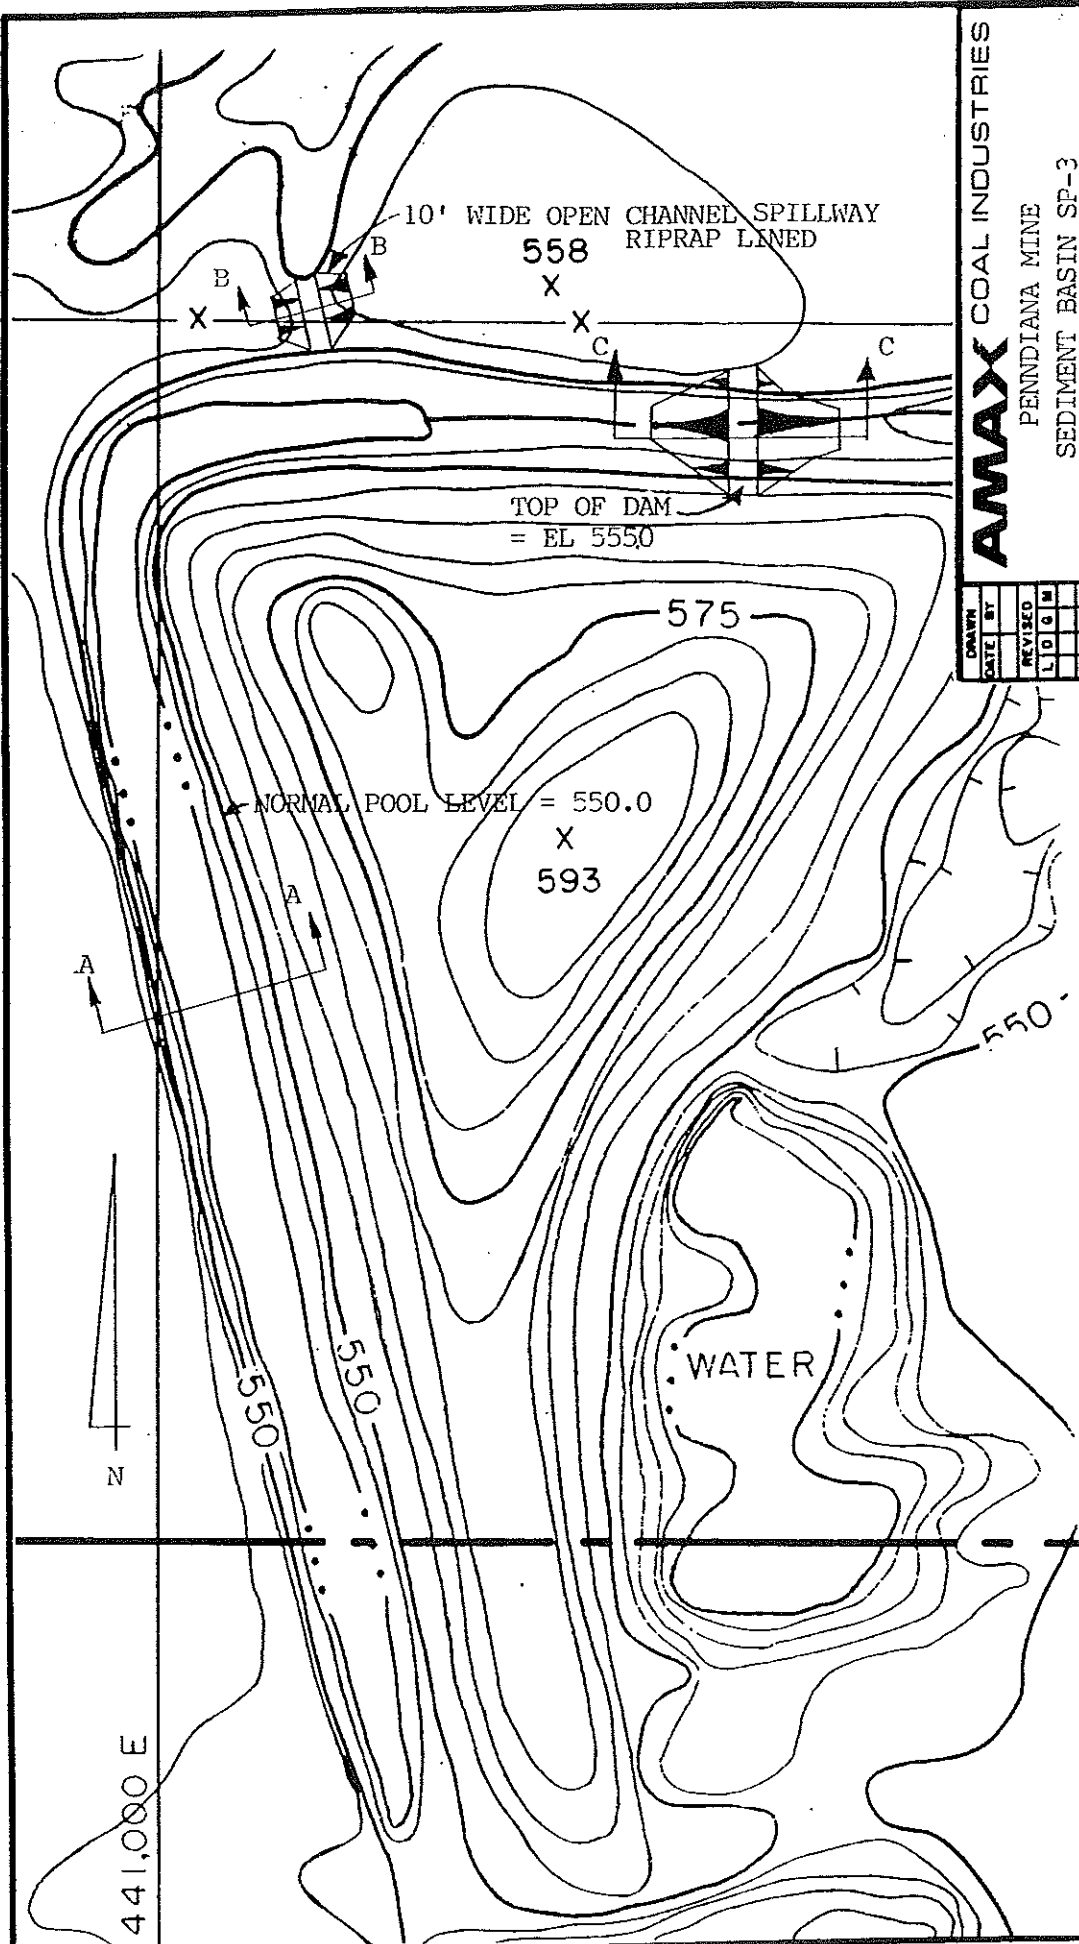 AMAX COAL INDUSTRIES
PENNDIANA MINE
SEDIMENT BASIN SP-3
DRAWN
DATE BY
REVISED
L D G M
10' WIDE OPEN CHANNEL SPILLWAY
RIPRAP LINED
558
X
B
B
X
X
C
C
TOP OF DAM
= EL 555.0
575
NORMAL POOL LEVEL = 550.0
X
593
A
A
550
550
550
WATER
N
441,000 E